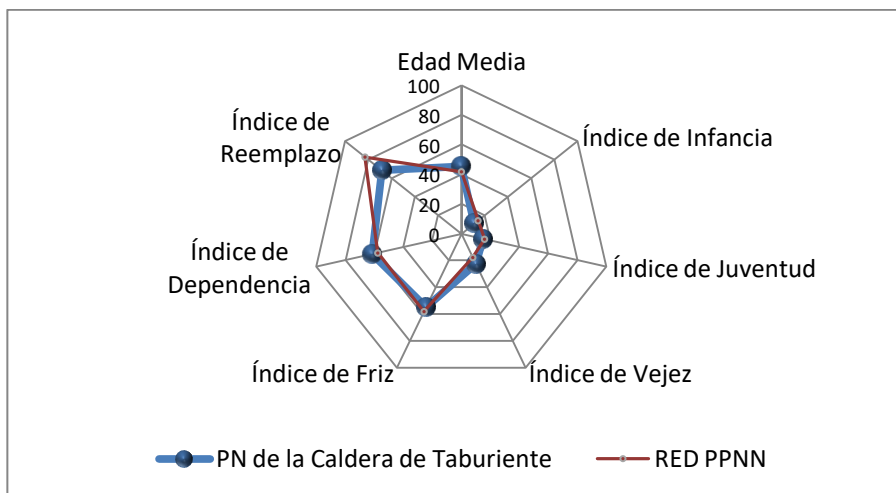 Edad Media
100
80
60
40
20
0
Índice de Infancia
Índice de Juventud
Índice de Vejez
Índice de Friz
Índice de
Dependencia
Índice de
Reemplazo
PN de la Caldera de Taburiente
RED PPNN